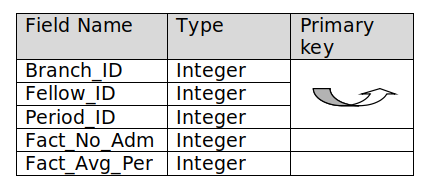 Field Name Type Primary key
Branch_ID Integer
Fellow_ID Integer
Period_ID Integer
Fact_No_Adm Integer
Fact_Avg_Per Integer